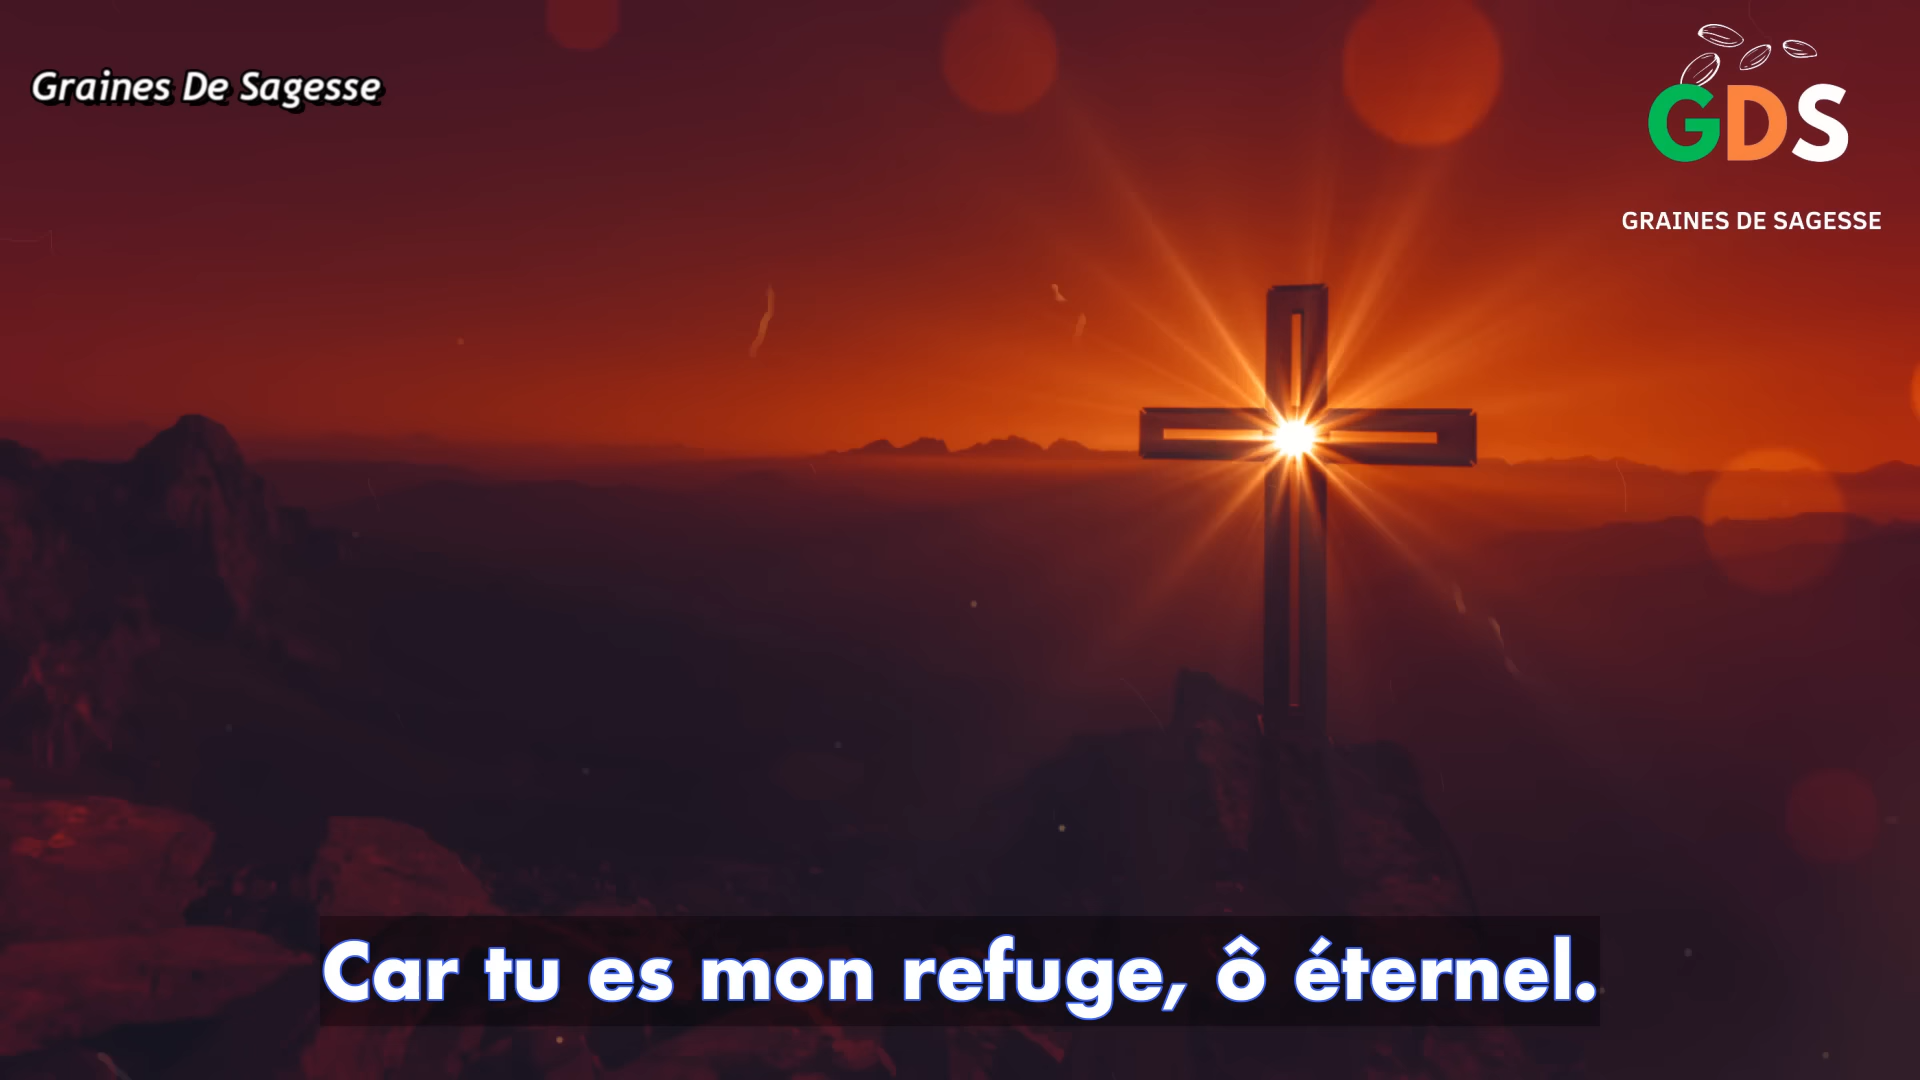 Graines De Sagesse
GDS
GRAINES DE SAGESSE
Car tu es mon refuge, ô éternel.